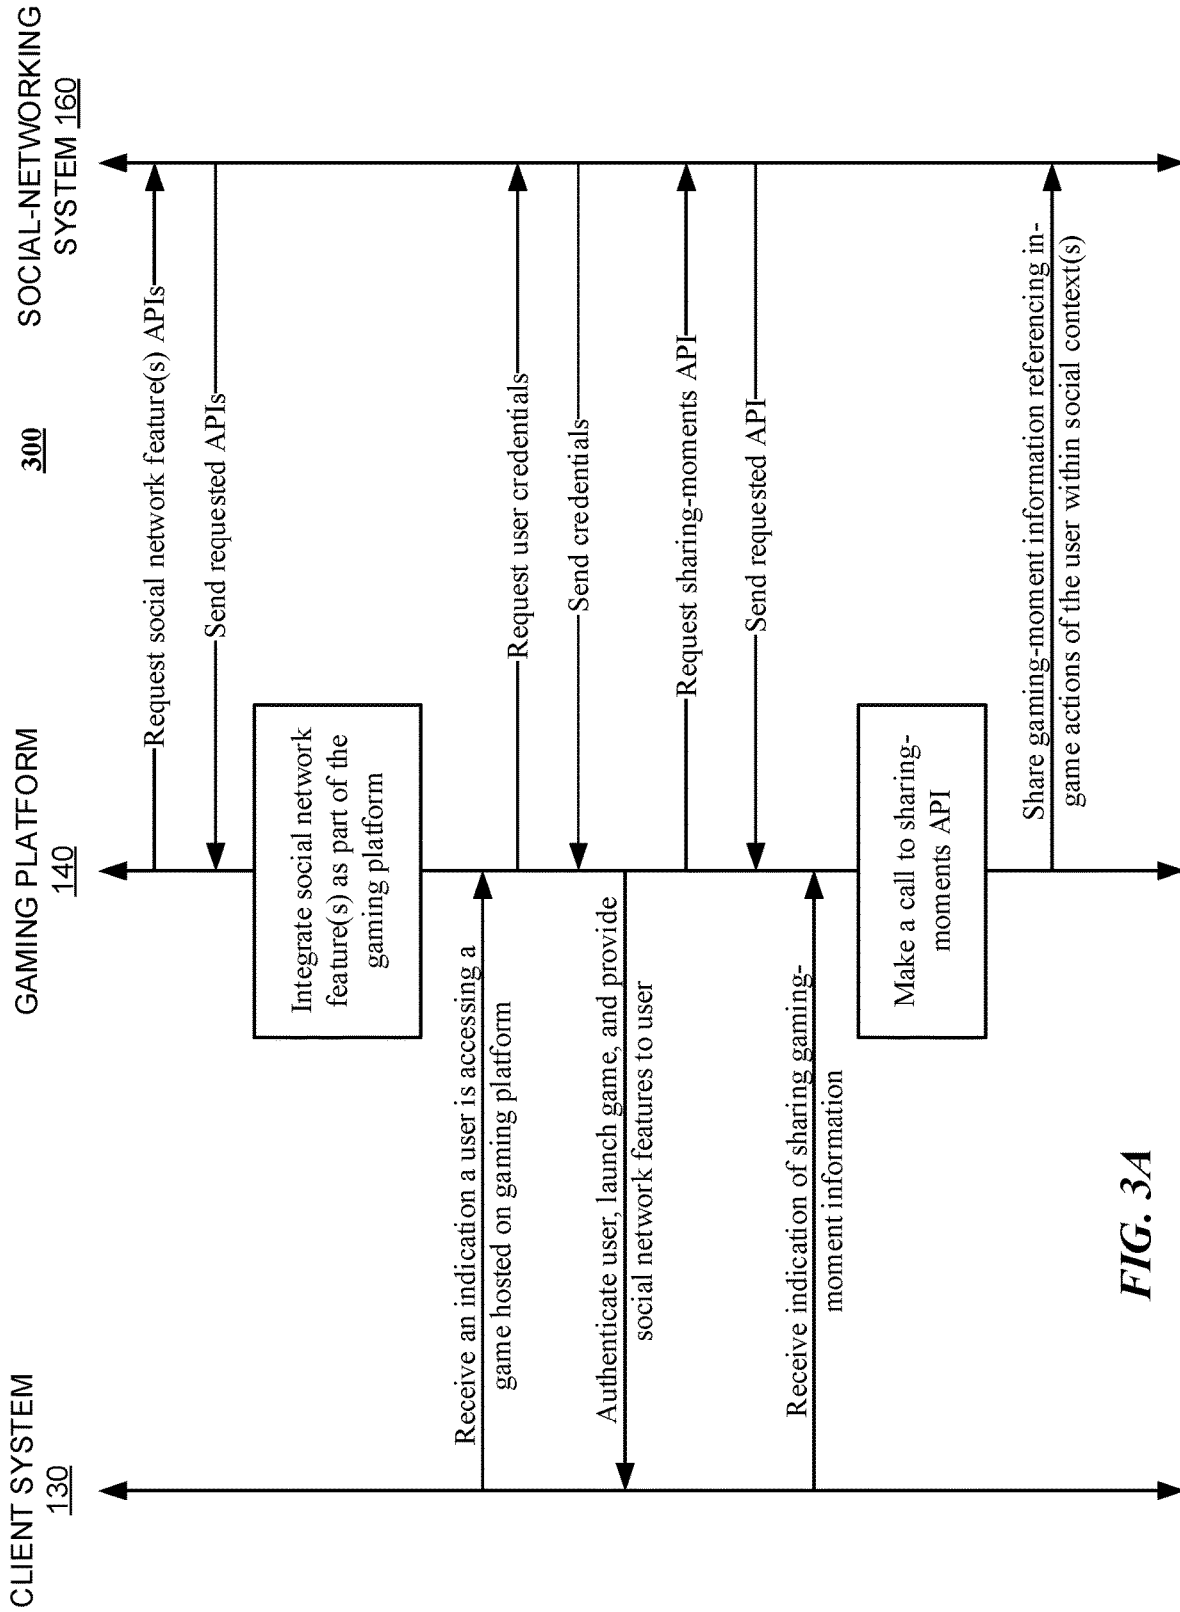 300
CLIENT SYSTEM
130
GAMING PLATFORM
140
SOCIAL-NETWORKING
SYSTEM 160
Request social network feature(s) APIs
Send requested APIs
Integrate social network
feature(s) as part of the
gaming platform
Receive an indication a user is accessing a
game hosted on gaming platform
Request user credentials
Send credentials
Authenticate user, launch game, and provide
social network features to user
Request sharing-moments API
Send requested API
Receive indication of sharing gaming-
moment information
Make a call to sharing-
moments API
Share gaming-moment information referencing in-
game actions of the user within social context(s)
FIG. 3A